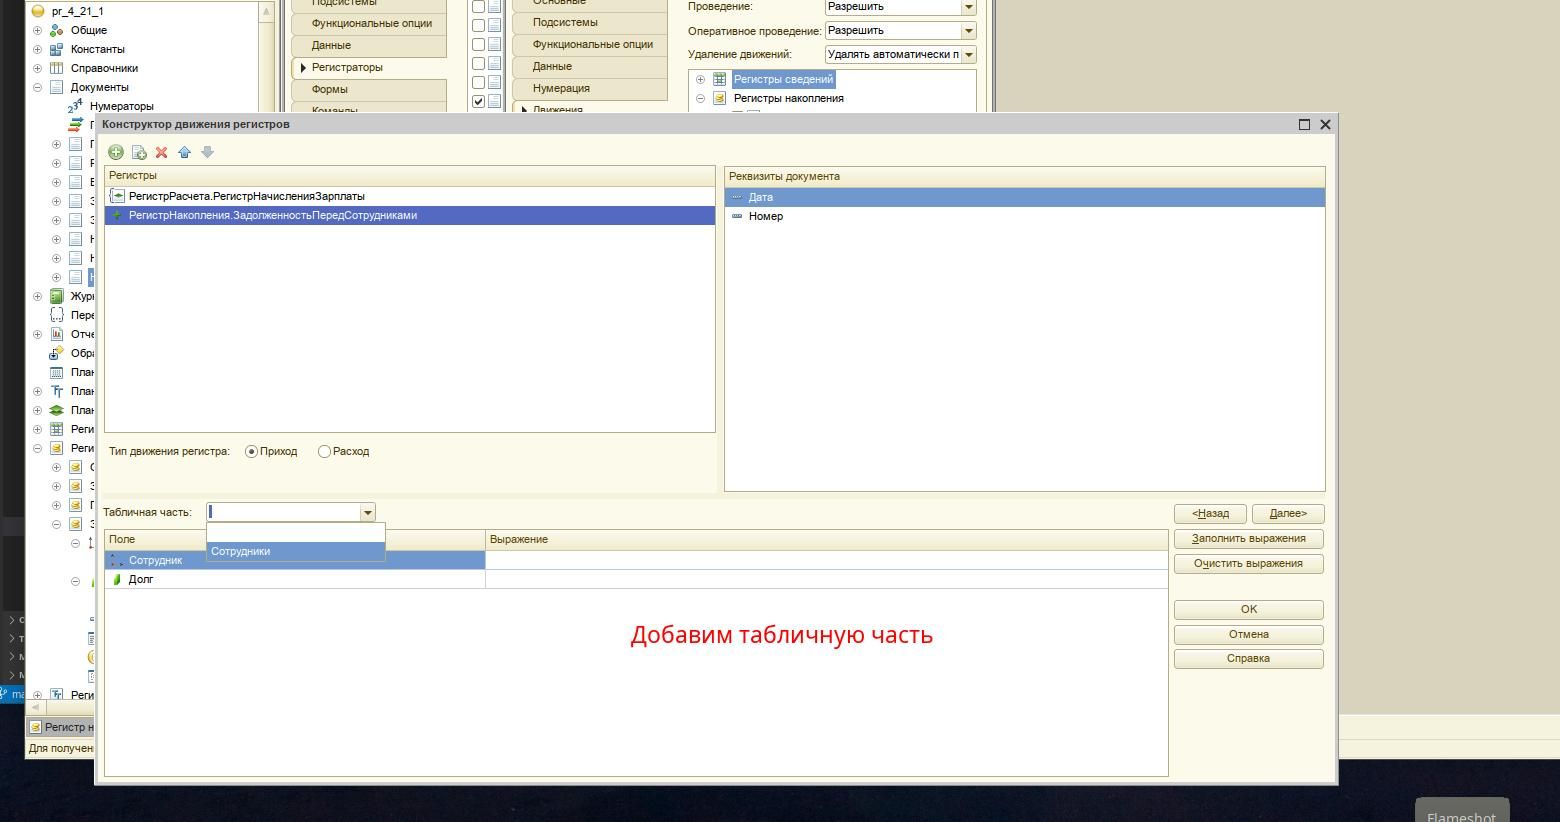 pr_4_21_1
Общие
Константы
Справочники
Документы
Нумераторы
Журн
Пере
Отче
Обра
План
План
План
Реги
Реги
Реги
Регистр н
Для получен
Подсистемы
Функциональные опции
Данные
Регистраторы
Формы
Команды
Основные
Подсистемы
Функциональные опции
Данные
Нумерация
Движения
Проведение:
Разрешить
Оперативное проведение:
Разрешить
Удаление движений:
Удалять автоматически п
Регистры сведений
Регистры накопления
Конструктор движения регистров
Регистры
РегистрРасчета.РегистрНачисленияЗарплаты
РегистрНакопления.ЗадолженностьПередСотрудниками
Реквизиты документа
Дата
Номер
Тип движения регистра:
Приход
Расход
Табличная часть:
Сотрудники
<Назад
Далее>
Поле
Выражение
Сотрудник
Долг
Заполнить выражения
Очистить выражения
OK
Отмена
Справка
Добавим табличную часть
Flameshot